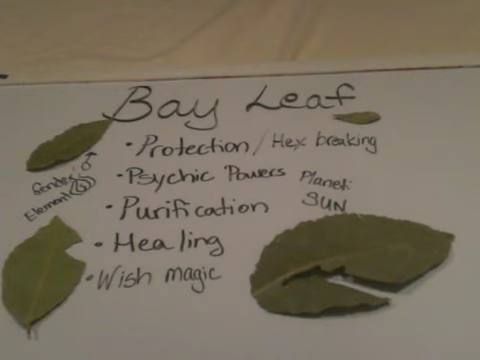 Bay Leaf
• Protection / Hex breaking
Gender: ♂
Element:
• Psychic Powers
Planet:
SUN
• Purification
• Healing
• Wish magic